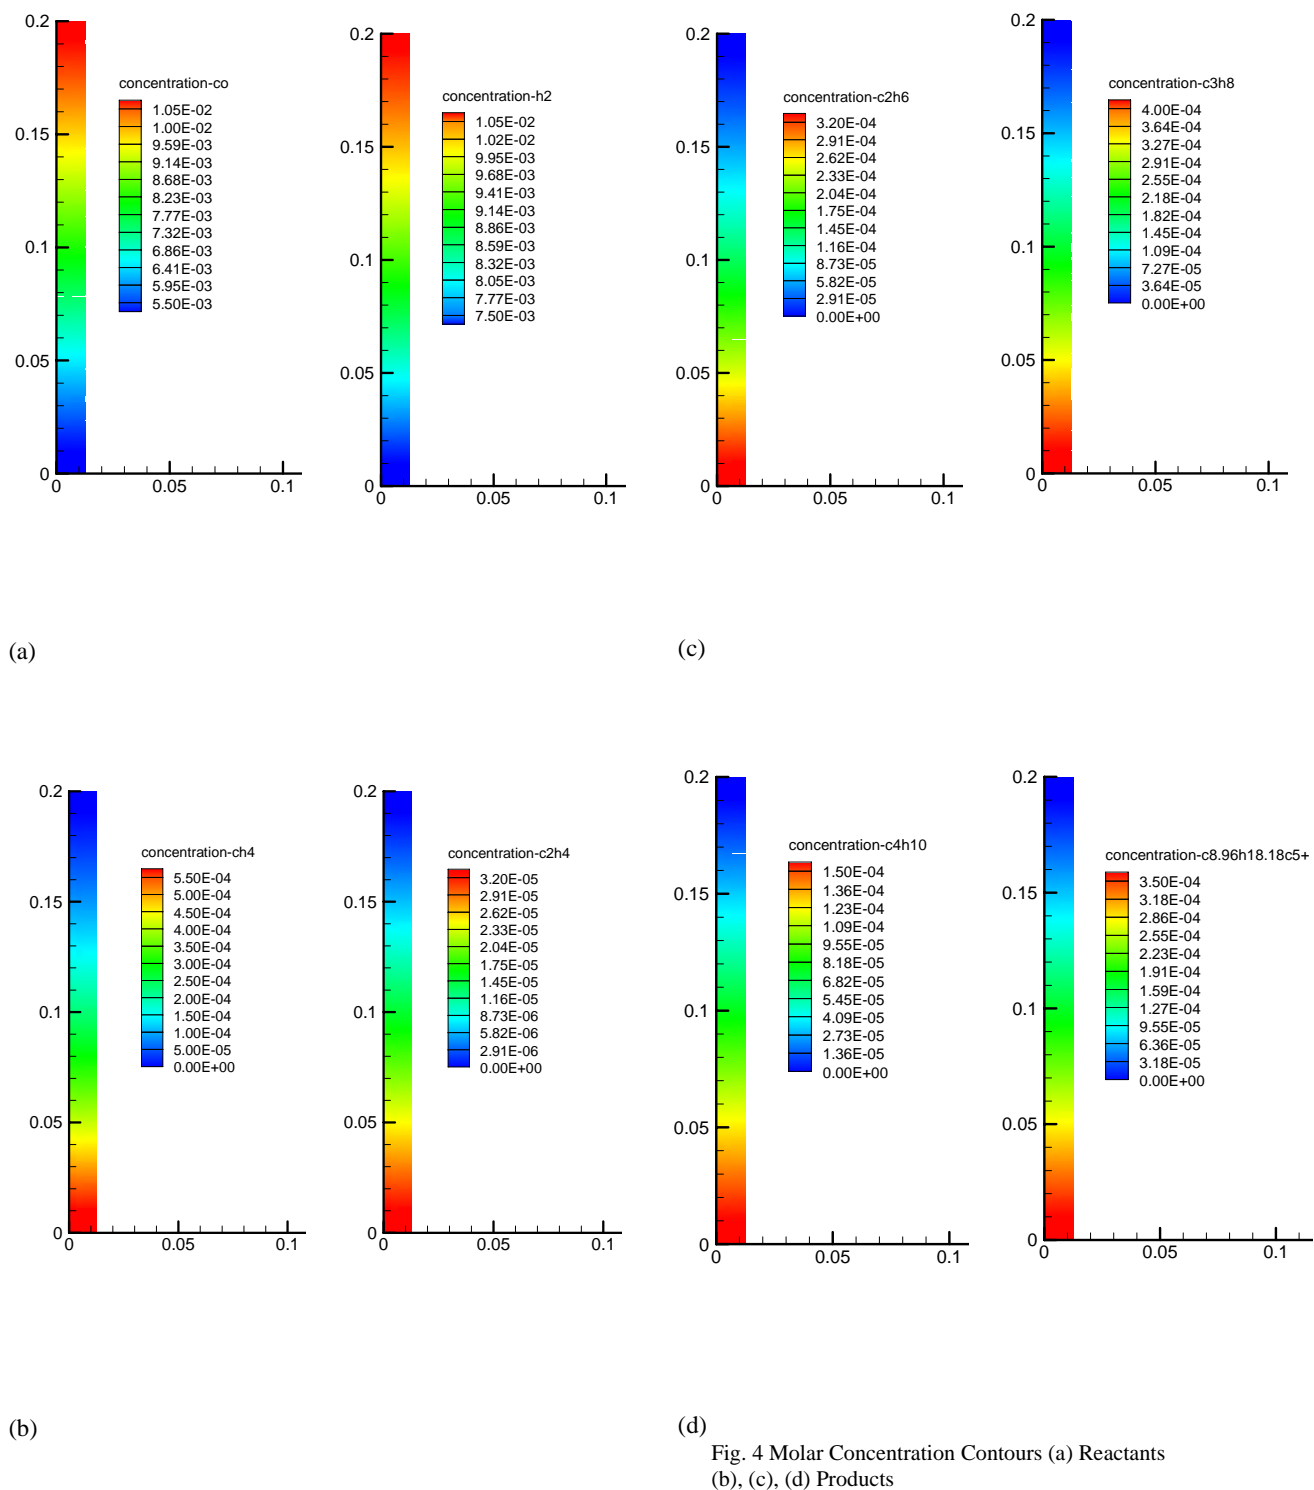 0.2
0.15
0.1
0.05
0
0
0.05
0.1
concentration-co
1.05E-02
1.00E-02
9.59E-03
9.14E-03
8.68E-03
8.23E-03
7.77E-03
7.32E-03
6.86E-03
6.41E-03
5.95E-03
5.50E-03
0.2
0.15
0.1
0.05
0
0
0.05
0.1
concentration-h2
1.05E-02
1.02E-02
9.95E-03
9.68E-03
9.41E-03
9.14E-03
8.86E-03
8.59E-03
8.32E-03
8.05E-03
7.77E-03
7.50E-03
(a)
0.2
0.15
0.1
0.05
0
0
0.05
0.1
concentration-c2h6
3.20E-04
2.91E-04
2.62E-04
2.33E-04
2.04E-04
1.75E-04
1.45E-04
1.16E-04
8.73E-05
5.82E-05
2.91E-05
0.00E+00
0.2
0.15
0.1
0.05
0
0
0.05
0.1
concentration-c3h8
4.00E-04
3.64E-04
3.27E-04
2.91E-04
2.55E-04
2.18E-04
1.82E-04
1.45E-04
1.09E-04
7.27E-05
3.64E-05
0.00E+00
(c)
0.2
0.15
0.1
0.05
0
0
0.05
0.1
concentration-ch4
5.50E-04
5.00E-04
4.50E-04
4.00E-04
3.50E-04
3.00E-04
2.50E-04
2.00E-04
1.50E-04
1.00E-04
5.00E-05
0.00E+00
0.2
0.15
0.1
0.05
0
0
0.05
0.1
concentration-c2h4
3.20E-05
2.91E-05
2.62E-05
2.33E-05
2.04E-05
1.75E-05
1.45E-05
1.16E-05
8.73E-06
5.82E-06
2.91E-06
0.00E+00
(b)
0.2
0.15
0.1
0.05
0
0
0.05
0.1
concentration-c4h10
1.50E-04
1.36E-04
1.23E-04
1.09E-04
9.55E-05
8.18E-05
6.82E-05
5.45E-05
4.09E-05
2.73E-05
1.36E-05
0.00E+00
0.2
0.15
0.1
0.05
0
0
0.05
0.1
concentration-c8.96h18.18c5+
3.50E-04
3.18E-04
2.86E-04
2.55E-04
2.23E-04
1.91E-04
1.59E-04
1.27E-04
9.55E-05
6.36E-05
3.18E-05
0.00E+00
(d)
Fig. 4 Molar Concentration Contours (a) Reactants
(b), (c), (d) Products